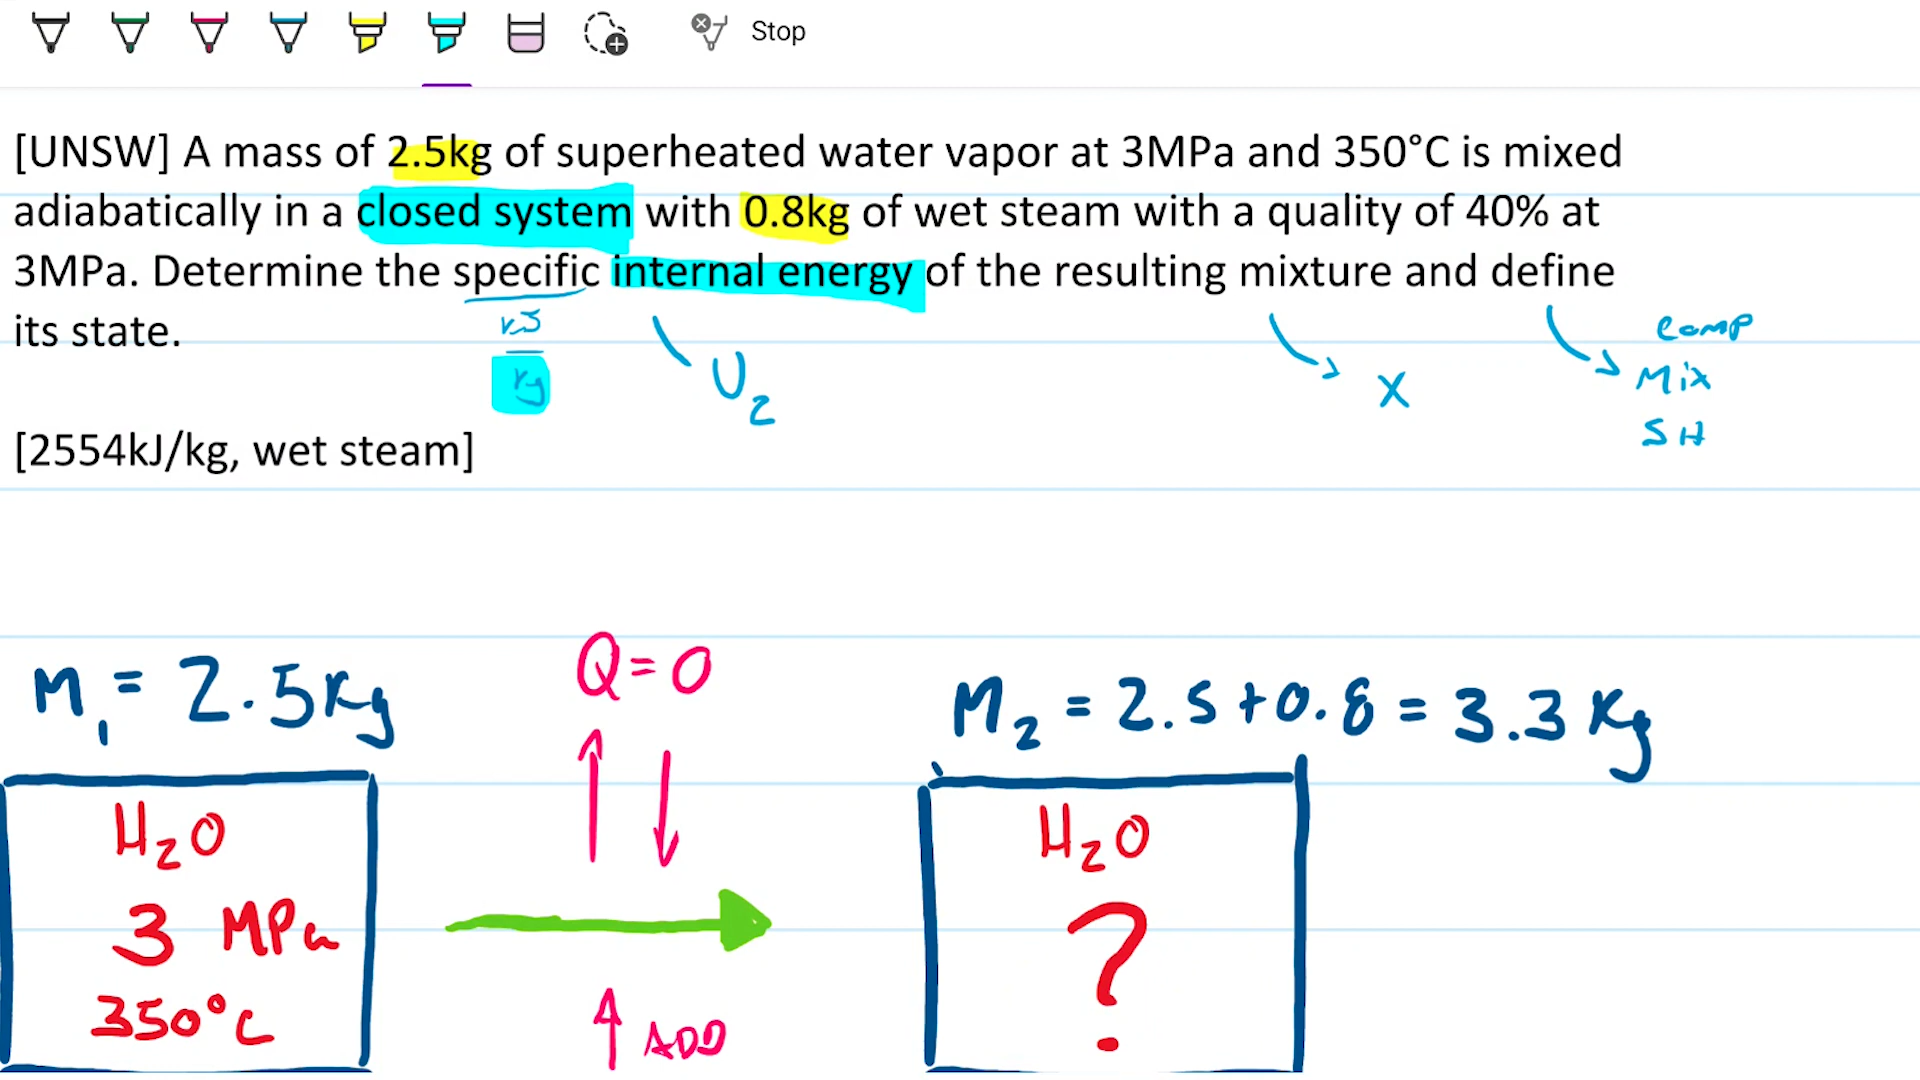 Stop
[UNSW] A mass of 2.5kg of superheated water vapor at 3MPa and 350°C is mixed
adiabatically in a closed system with 0.8kg of wet steam with a quality of 40% at
3MPa. Determine the specific internal energy of the resulting mixture and define
its state.
KJ
Kg
U2
X
Comp
Mix
SH
[2554kJ/kg, wet steam]
M1 = 2.5Kg
Q = 0
M2 = 2.5+0.8 = 3.3 Kg
H2O
3 MPa
350°C
ADD
H2O
?